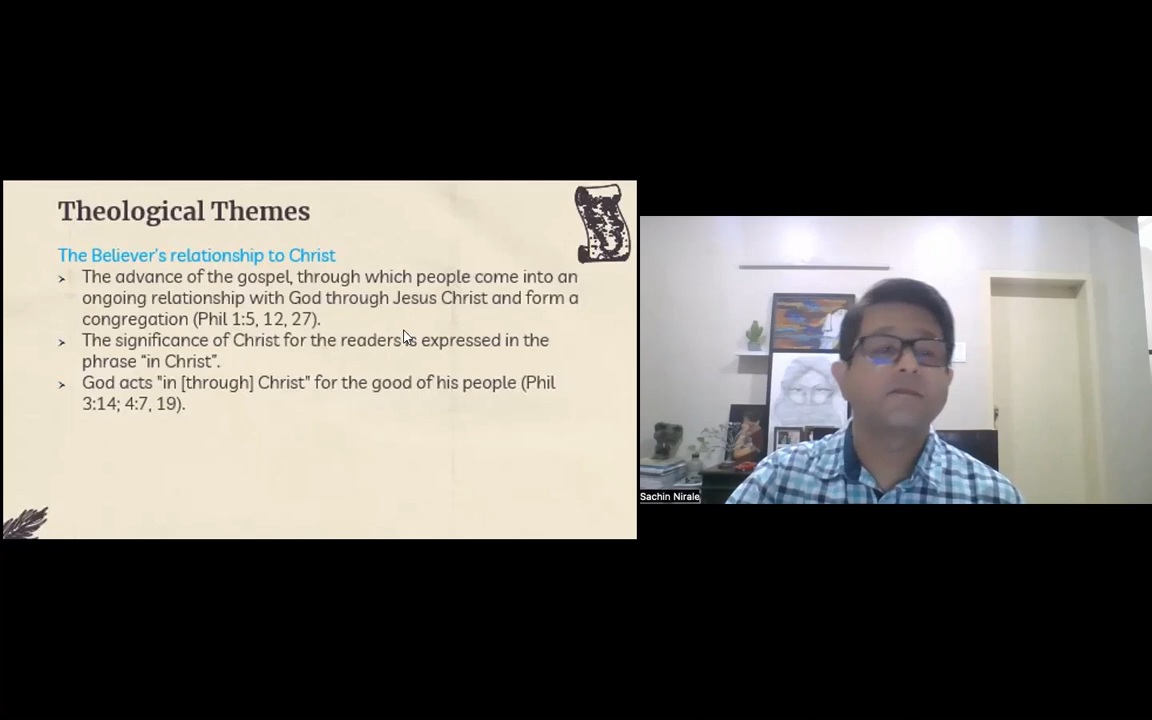 Theological Themes
The Believer's relationship to Christ
The advance of the gospel, through which people come into an
ongoing relationship with God through Jesus Christ and form a
congregation (Phil 1:5, 12, 27).
The significance of Christ for the readers is expressed in the
phrase “in Christ”.
God acts "in [through] Christ" for the good of his people (Phil
3:14; 4:7, 19).
Sachin Nirale